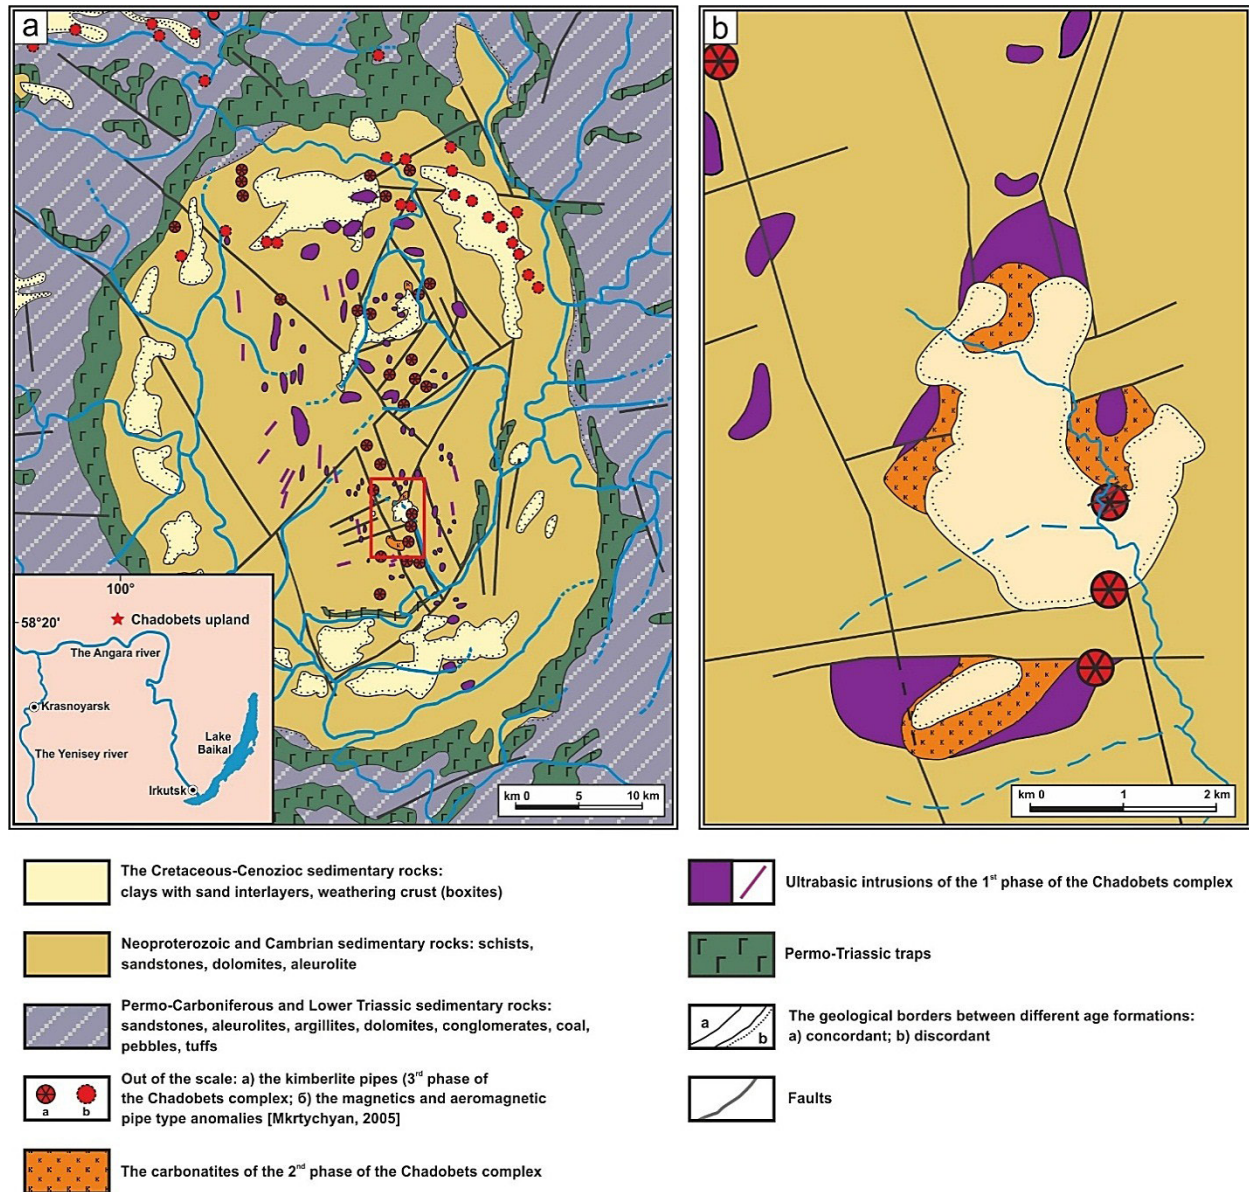 a
b
100°
58°20'
Chadobets upland
The Angara river
Krasnoyarsk
The Yenisey river
Lake
Baikal
Irkutsk
km 0 5 10 km
km 0 1 2 km
The Cretaceous-Cenozioc sedimentary rocks:
clays with sand interlayers, weathering crust (boxites)
Neoproterozoic and Cambrian sedimentary rocks: schists,
sandstones, dolomites, aleurolite
Permo-Carboniferous and Lower Triassic sedimentary rocks:
sandstones, aleurolites, argillites, dolomites, conglomerates, coal,
pebbles, tuffs
a b
Out of the scale: a) the kimberlite pipes (3rd phase of
the Chadobets complex; б) the magnetics and aeromagnetic
pipe type anomalies [Mkrtychyan, 2005]
The carbonatites of the 2nd phase of the Chadobets complex
Ultrabasic intrusions of the 1st phase of the Chadobets complex
Permo-Triassic traps
a
b
The geological borders between different age formations:
a) concordant; b) discordant
Faults